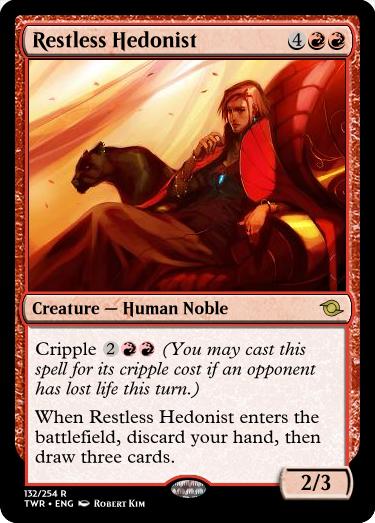 Restless Hedonist 4
Creature — Human Noble
Cripple 2 (You may cast this
spell for its cripple cost if an opponent
has lost life this turn.)
When Restless Hedonist enters the
battlefield, discard your hand, then
draw three cards.
2/3
132/254 R
TWR • ENG Robert Kim